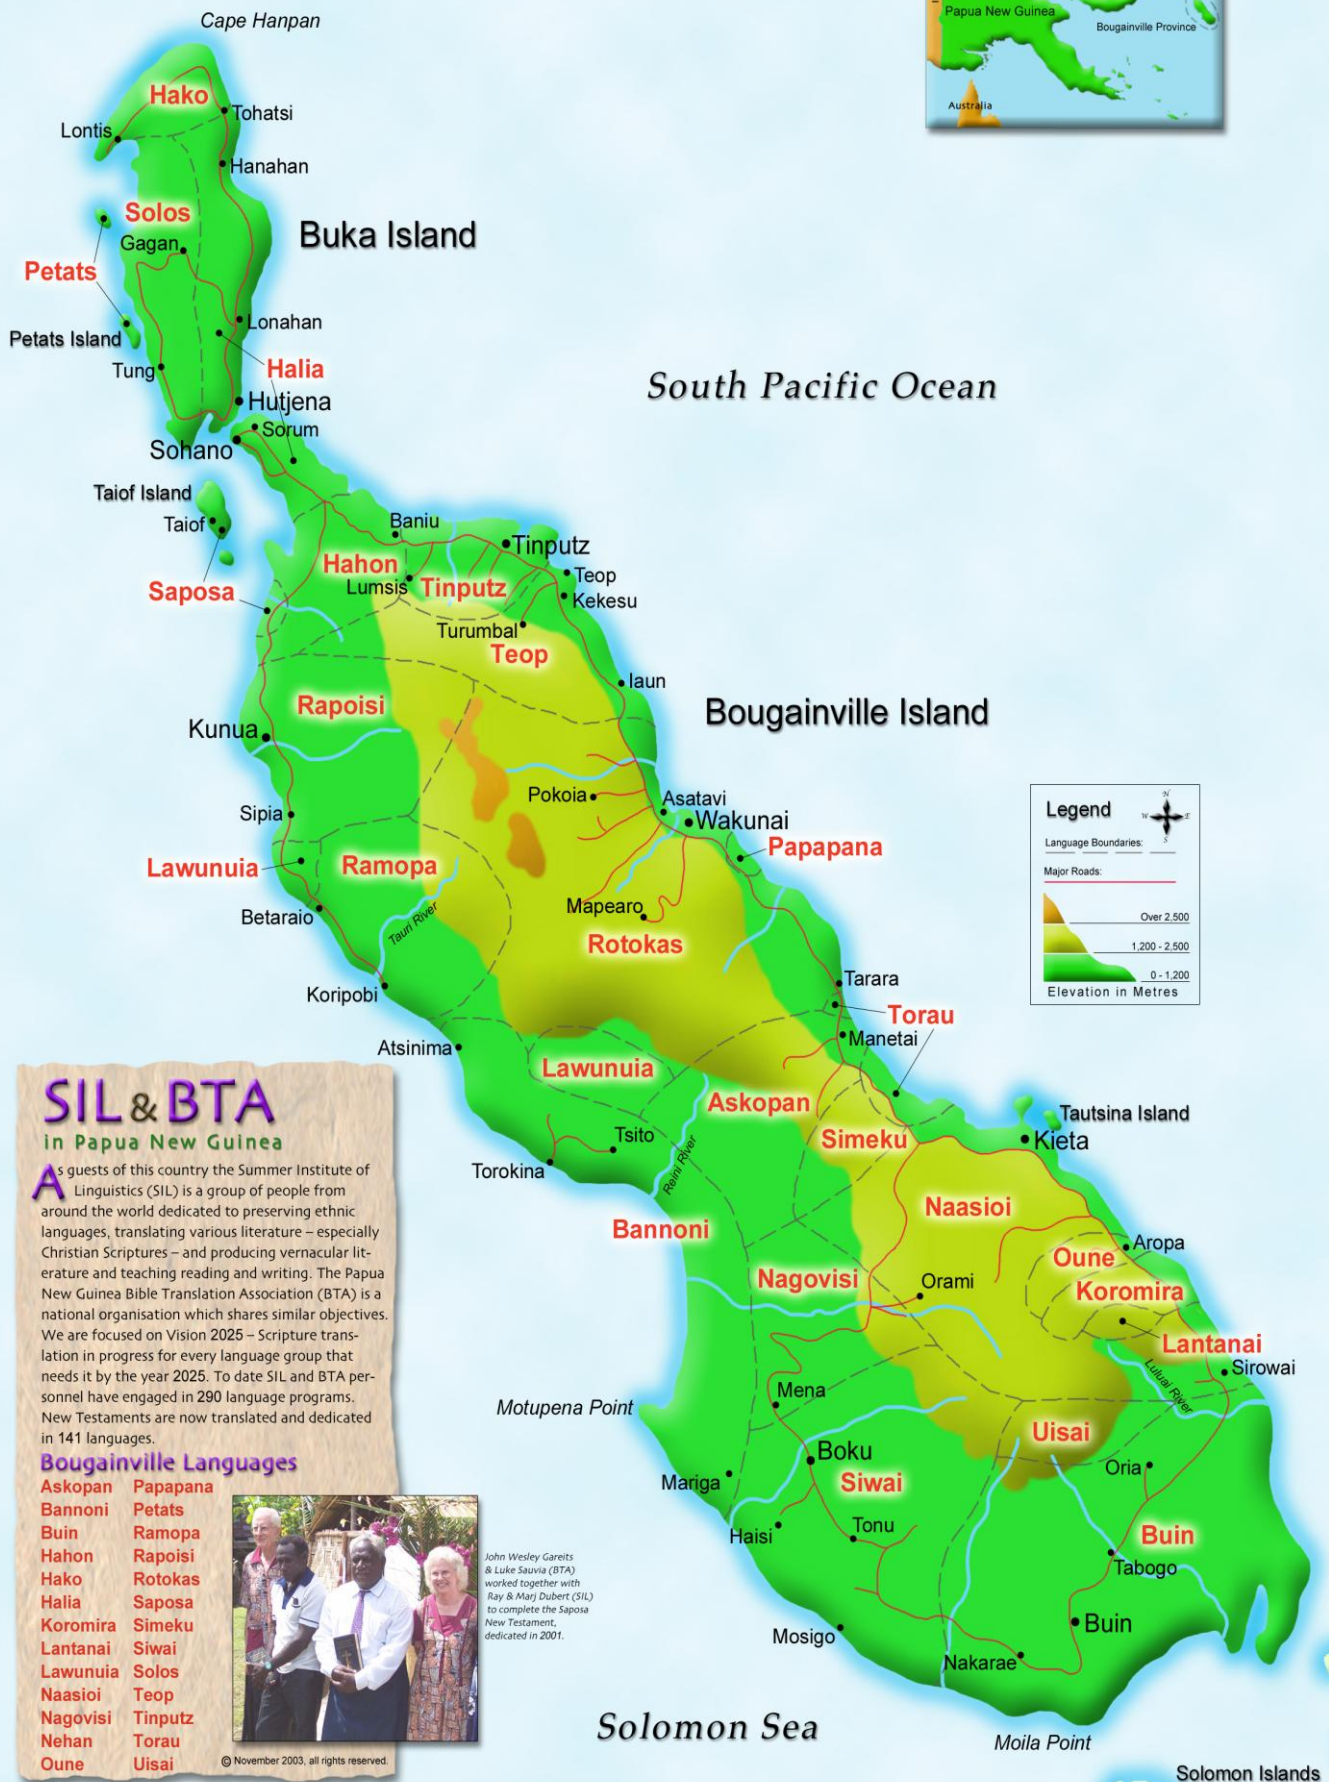 Cape Hanpan
Papua New Guinea
Bougainville Province
Australia
Hako
Tohatsi
Lontis
Hanahan
Solos
Buka Island
Gagan
Petats
Lonahan
Petats Island
Tung
Halia
South Pacific Ocean
Hutjena
Sorum
Sohano
Taiof Island
Taiof
Baniu
Tinputz
Hahon
Teop
Lumsis
Tinputz
Saposa
Kekesu
Turumbal
Teop
Iaun
Rapoisi
Bougainville Island
Kunua
Pokoia
Asatavi
Sipia
Wakunai
Papapana
Lawunuia
Ramopa
Betaraio
Mapearo
Tauri River
Rotokas
Legend
N
W
E
S
Language Boundaries:
Major Roads:
Over 2,500
1,200 - 2,500
0 - 1,200
Elevation in Metres
Tarara
Koripobi
Torau
Manetai
Atsinima
Lawunuia
Askopan
Tautsina Island
Simeku
Kieta
Tsito
Torokina
Reini River
Naasioi
Bannoni
Aropa
Oune
Nagovisi
Orami
Koromira
Lantanai
Sirowai
Luluai River
Mena
Motupena Point
Uisai
Boku
Oria
Mariga
Siwai
Haisi
Tonu
Buin
Tabogo
Buin
Mosigo
Nakarae
Solomon Sea
Moila Point
Solomon Islands
SIL & BTA
in Papua New Guinea
As guests of this country the Summer Institute of
Linguistics (SIL) is a group of people from
around the world dedicated to preserving ethnic
languages, translating various literature – especially
Christian Scriptures – and producing vernacular lit-
erature and teaching reading and writing. The Papua
New Guinea Bible Translation Association (BTA) is a
national organisation which shares similar objectives.
We are focused on Vision 2025 – Scripture trans-
lation in progress for every language group that
needs it by the year 2025. To date SIL and BTA per-
sonnel have engaged in 290 language programs.
New Testaments are now translated and dedicated
in 141 languages.
Bougainville Languages
Askopan
Bannoni
Buin
Hahon
Hako
Halia
Koromira
Lantanai
Lawunuia
Naasioi
Nagovisi
Nehan
Oune
Papapana
Petats
Ramopa
Rapoisi
Rotokas
Saposa
Simeku
Siwai
Solos
Teop
Tinputz
Torau
Uisai
John Wesley Gareits
& Luke Sauvia (BTA)
worked together with
Ray & Marj Dubert (SIL)
to complete the Saposa
New Testament,
dedicated in 2001.
© November 2003, all rights reserved.